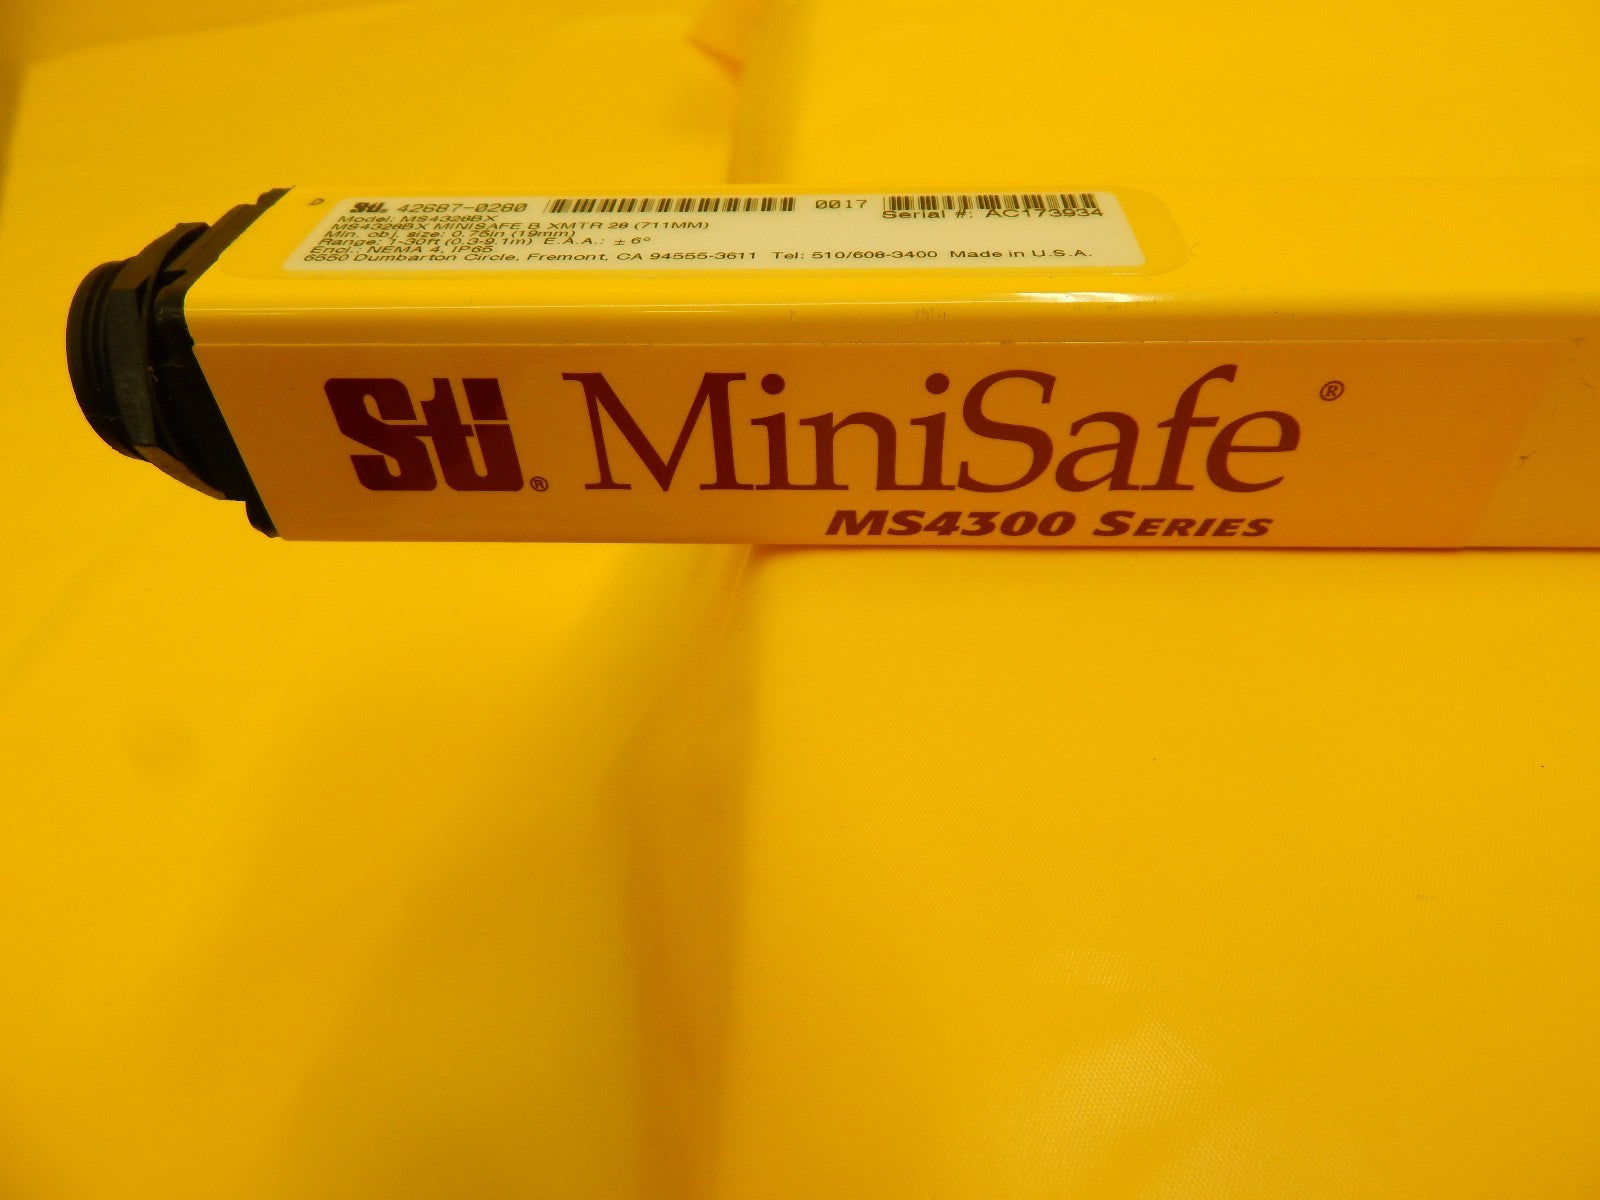 D
Sti® 42687-0280 0017
Serial #: AC173934
Model: MS4328BX
MS4328BX MINISAFE B XMTR 28 (711MM)
Min. obj. size: 0.75in (19mm)
Range: 1-30ft (0.3-9.1m) E.A.A.: ± 6°
Encl.: NEMA 4, IP65
6550 Dumbarton Circle, Fremont, CA 94555-3611 Tel: 510/608-3400 Made in U.S.A.
Sti® MiniSafe®
MS4300 SERIES